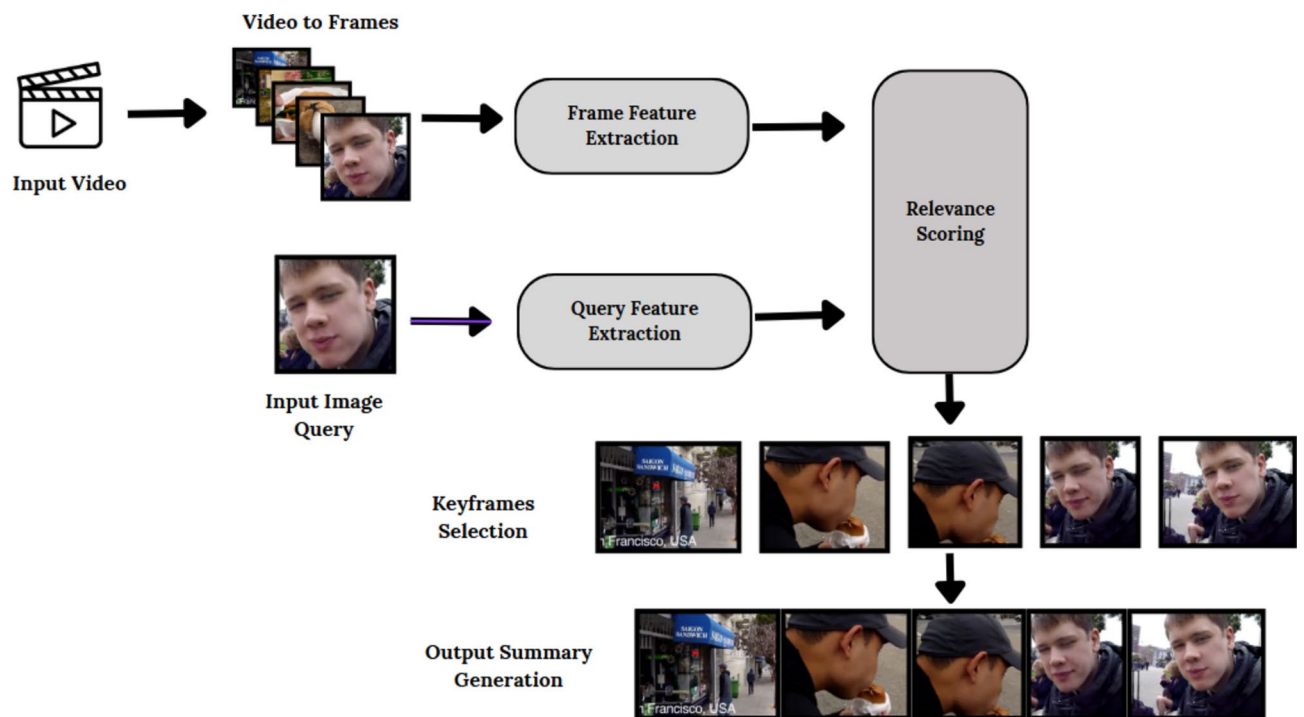 Video to Frames
Input Video
Frame Feature
Extraction
Relevance
Scoring
Input Image
Query
Query Feature
Extraction
Keyframes
Selection
SAIGON
SANDWICH
n Francisco, USA
Output Summary
Generation
SAIGON
SANDWICH
n Francisco, USA